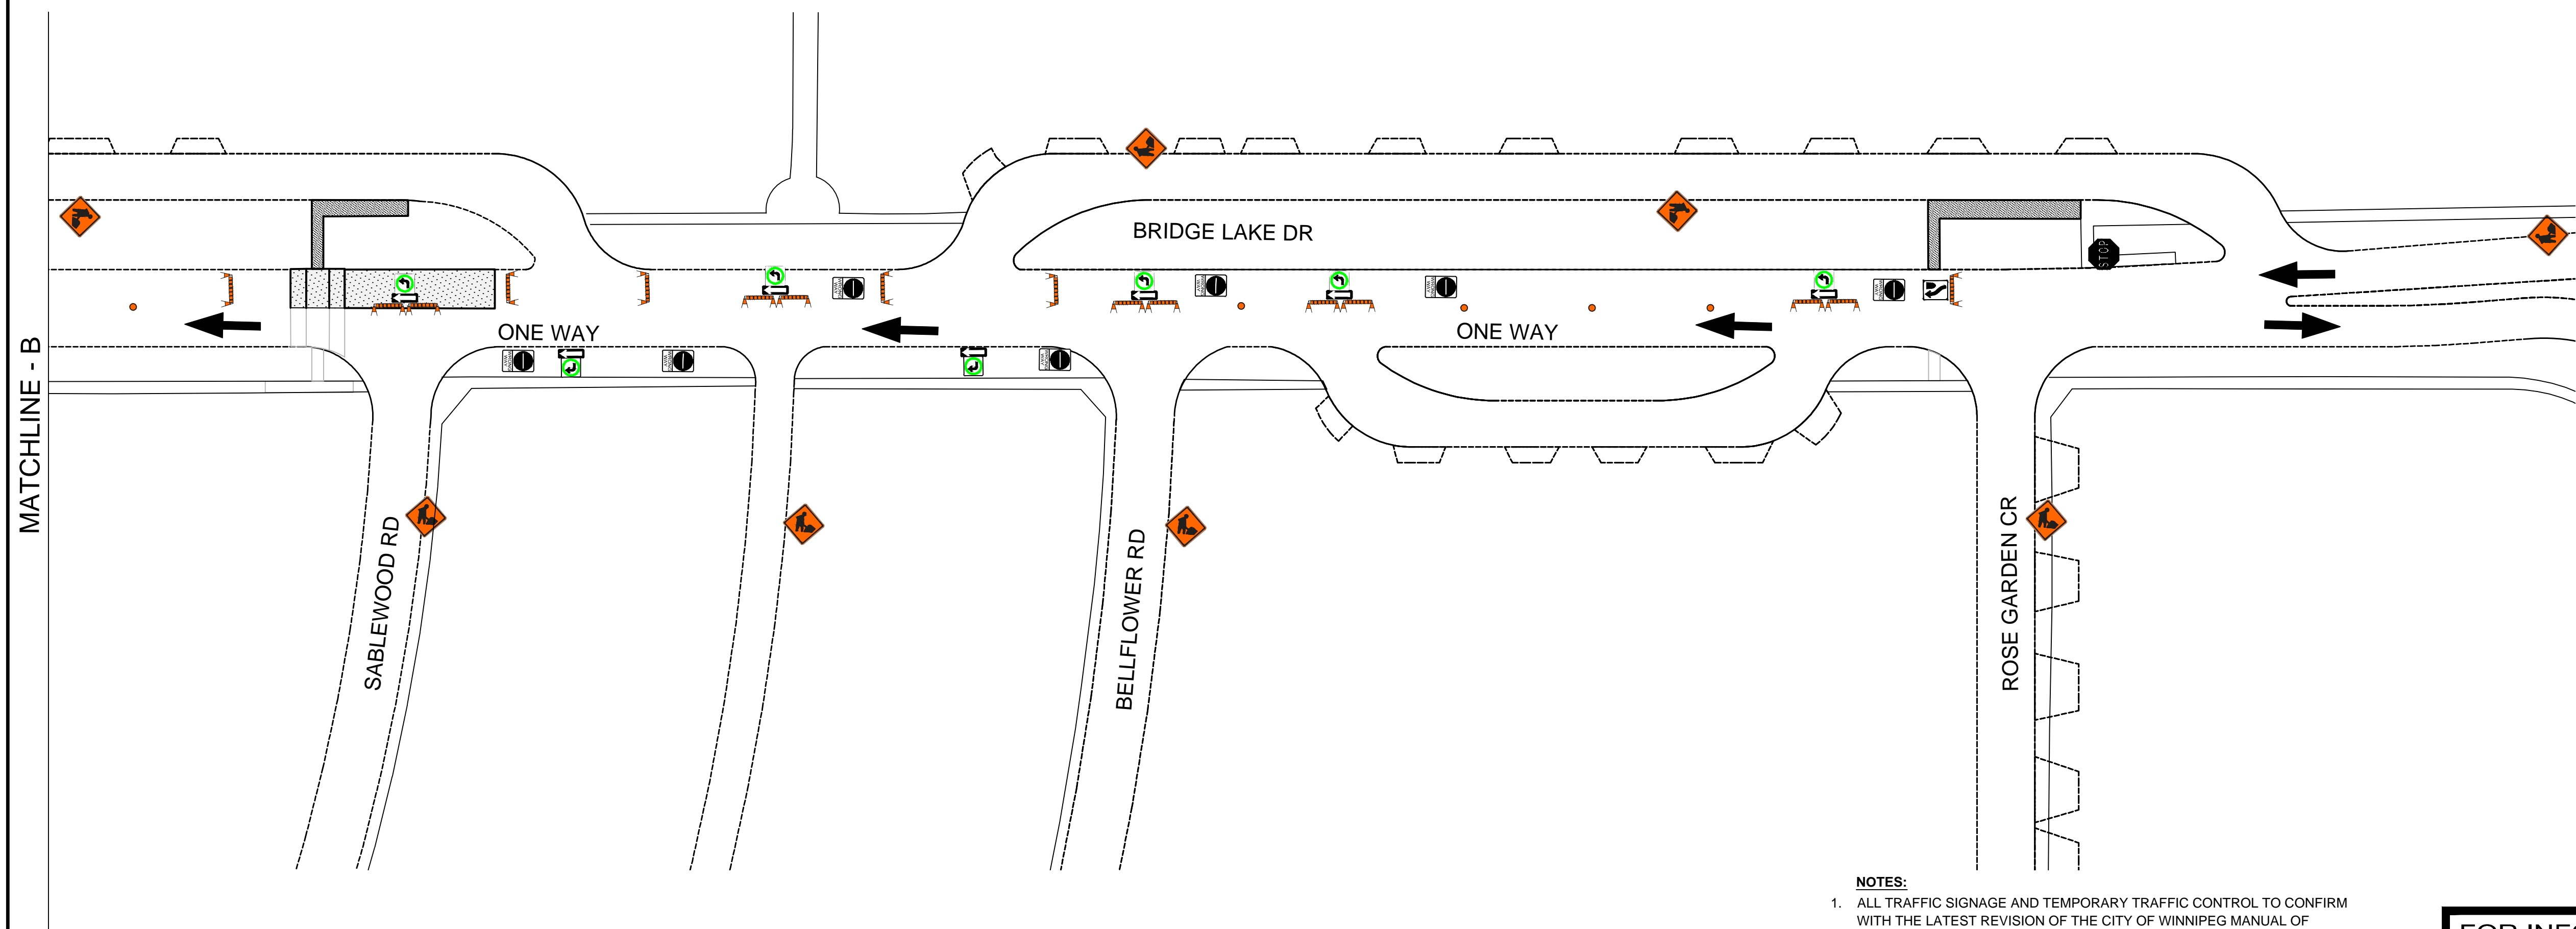 MATCHLINE - B
BRIDGE LAKE DR
STOP
ONE WAY
ONE WAY
SABLEWOOD RD
BELLFLOWER RD
ROSE GARDEN CR
NOTES:
1. ALL TRAFFIC SIGNAGE AND TEMPORARY TRAFFIC CONTROL TO CONFIRM
WITH THE LATEST REVISION OF THE CITY OF WINNIPEG MANUAL OF